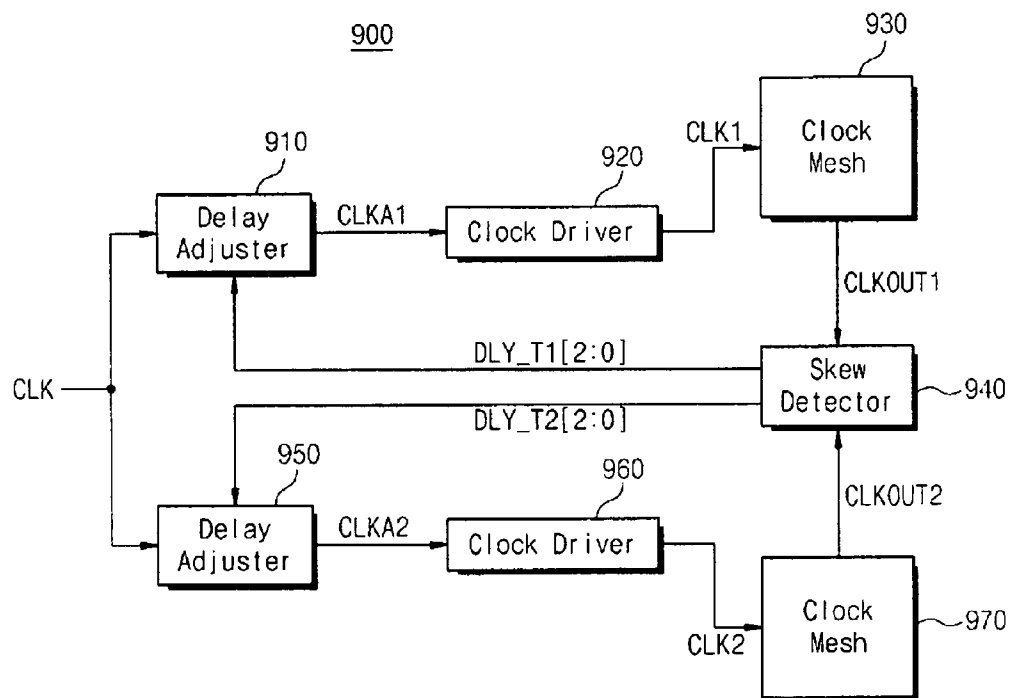 900
930
Clock
Mesh
CLK1
910
920
Delay
Adjuster
CLKA1
Clock Driver
CLKOUT1
DLY_T1[2:0]
Skew
Detector
940
CLK
DLY_T2[2:0]
950
960
CLKOUT2
Delay
Adjuster
CLKA2
Clock Driver
Clock
Mesh
970
CLK2